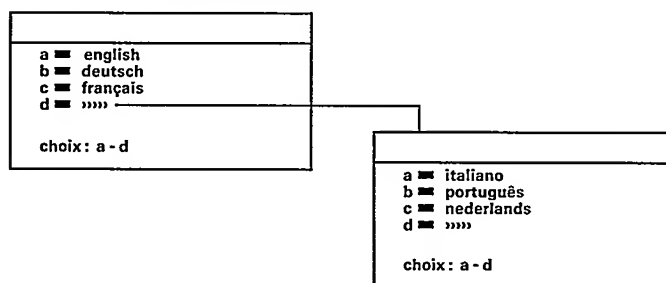 a = english
b = deutsch
c = français
d = »»»
choix: a - d
a = italiano
b = português
c = nederlands
d = »»»
choix: a - d